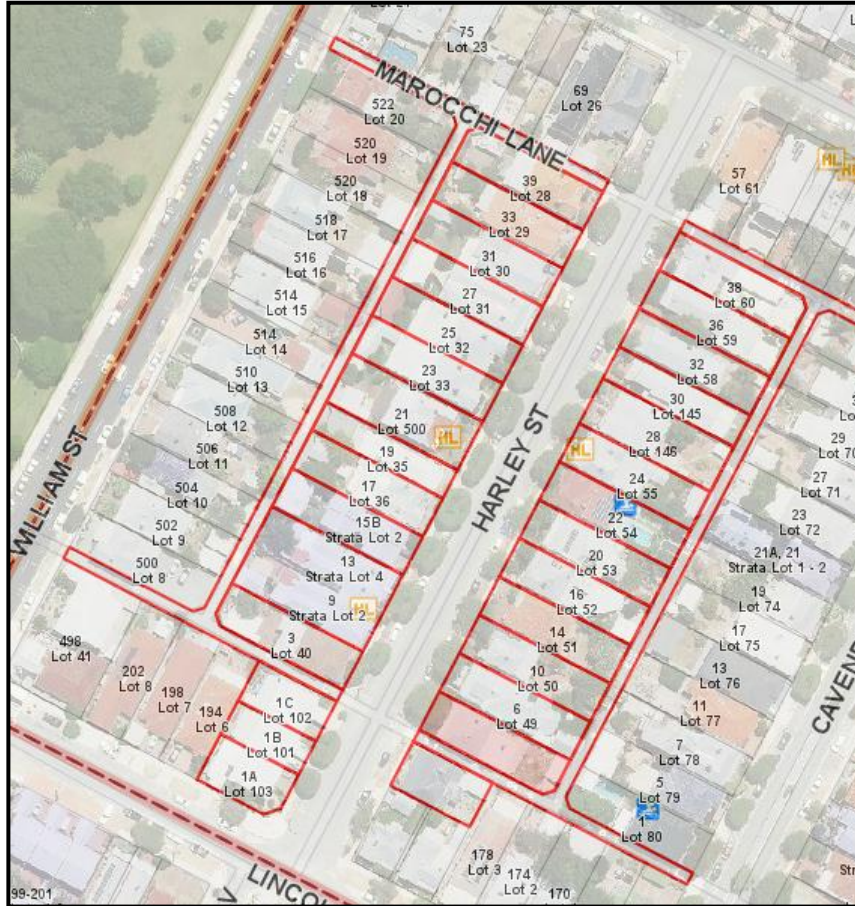 75
Lot 23
MAROCCHI LANE
69
Lot 26
522
Lot 20
520
Lot 19
520
Lot 18
518
Lot 17
516
Lot 16
514
Lot 15
514
Lot 14
510
Lot 13
508
Lot 12
506
Lot 11
504
Lot 10
502
Lot 9
500
Lot 8
WILLIAM ST
39
Lot 28
33
Lot 29
31
Lot 30
27
Lot 31
25
Lot 32
23
Lot 33
21
Lot 500
HL
19
Lot 35
17
Lot 36
15B
Strata Lot 2
13
Strata Lot 4
9
Strata Lot 2
HL
3
Lot 40
HARLEY ST
57
Lot 61
ML
38
Lot 60
36
Lot 59
32
Lot 58
30
Lot 145
28
Lot 146
HL
24
Lot 55
22
Lot 54
20
Lot 53
16
Lot 52
14
Lot 51
10
Lot 50
6
Lot 49
29
Lot 70
27
Lot 71
23
Lot 72
21A, 21
Strata Lot 1 - 2
19
Lot 74
17
Lot 75
13
Lot 76
11
Lot 77
7
Lot 78
5
Lot 79
1
Lot 80
498
Lot 41
202
Lot 8
198
Lot 7
194
Lot 6
1C
Lot 102
1B
Lot 101
1A
Lot 103
178
Lot 3
174
Lot 2
170
99-201